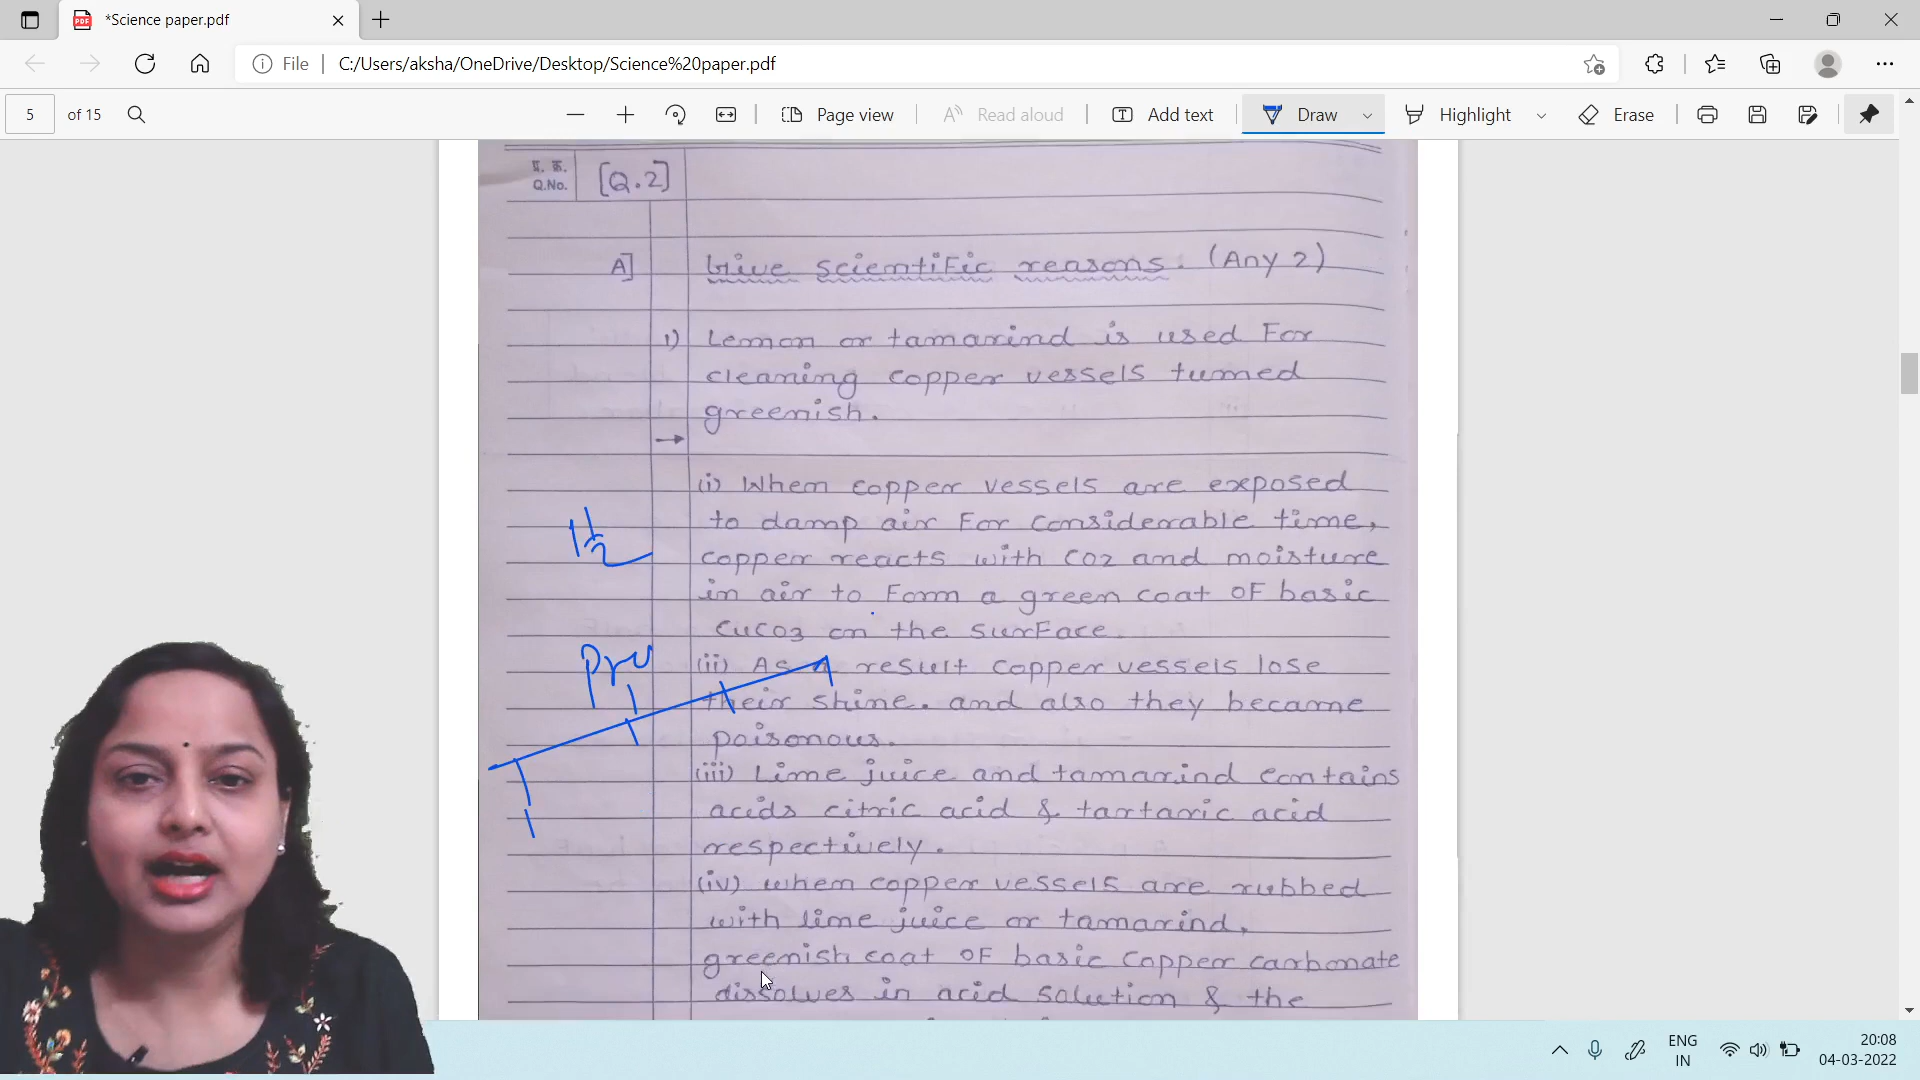 *Science paper.pdf
File
C:/Users/aksha/OneDrive/Desktop/Science%20paper.pdf
5 of 15
Page view
Read aloud
Add text
Draw
Highlight
Erase
प्र. क्र.
Q.No.
[Q.2]
A] Give scientific reasons. (Any 2)
1) Lemon or tamarind is used For
cleaning copper vessels turned
greenish.
→
(i) When copper vessels are exposed
to damp air For considerable time,
1½
copper reacts with CO2 and moisture
in air to Form a green coat OF basic
CuCO3 on the surFace.
(ii) As a result copper vessels lose
their shine. and also they became
poisonous.
(iii) Lime juice and tamarind contains
acids citric acid & tartaric acid
respectively.
(iv) when copper vessels are rubbed
with lime juice or tamarind,
greenish coat OF basic copper carbonate
dissolves in acid solution & the
ENG
IN
20:08
04-03-2022